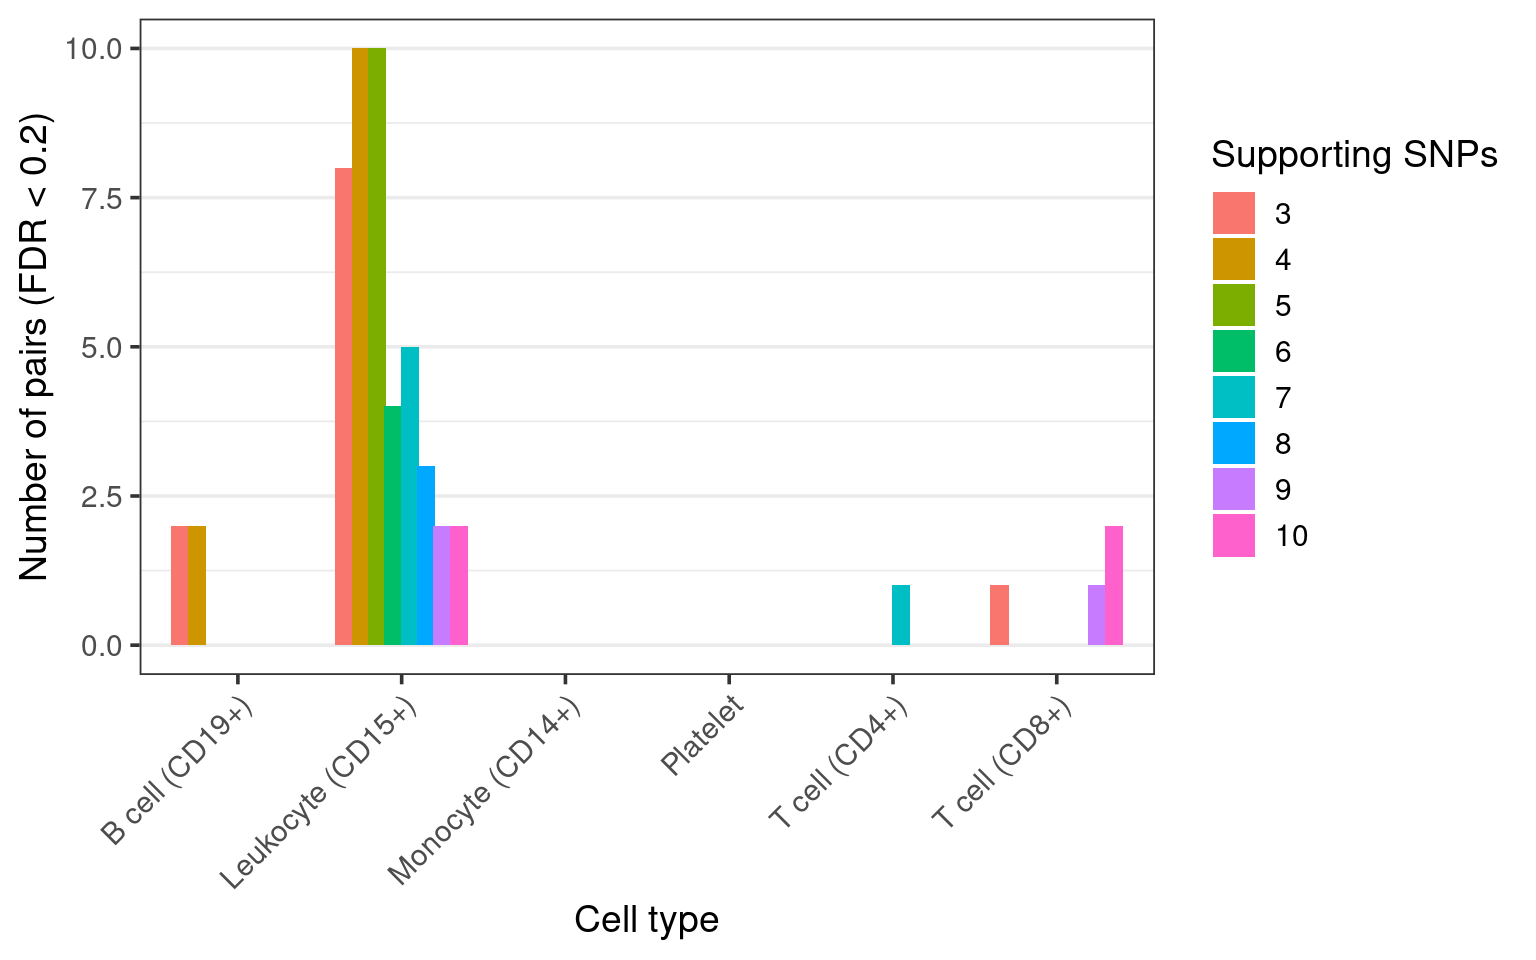 Number of pairs (FDR < 0.2)
10.0
7.5
5.0
2.5
0.0
B cell (CD19+)
Leukocyte (CD15+)
Monocyte (CD14+)
Platelet
T cell (CD4+)
T cell (CD8+)
Cell type
Supporting SNPs
3
4
5
6
7
8
9
10